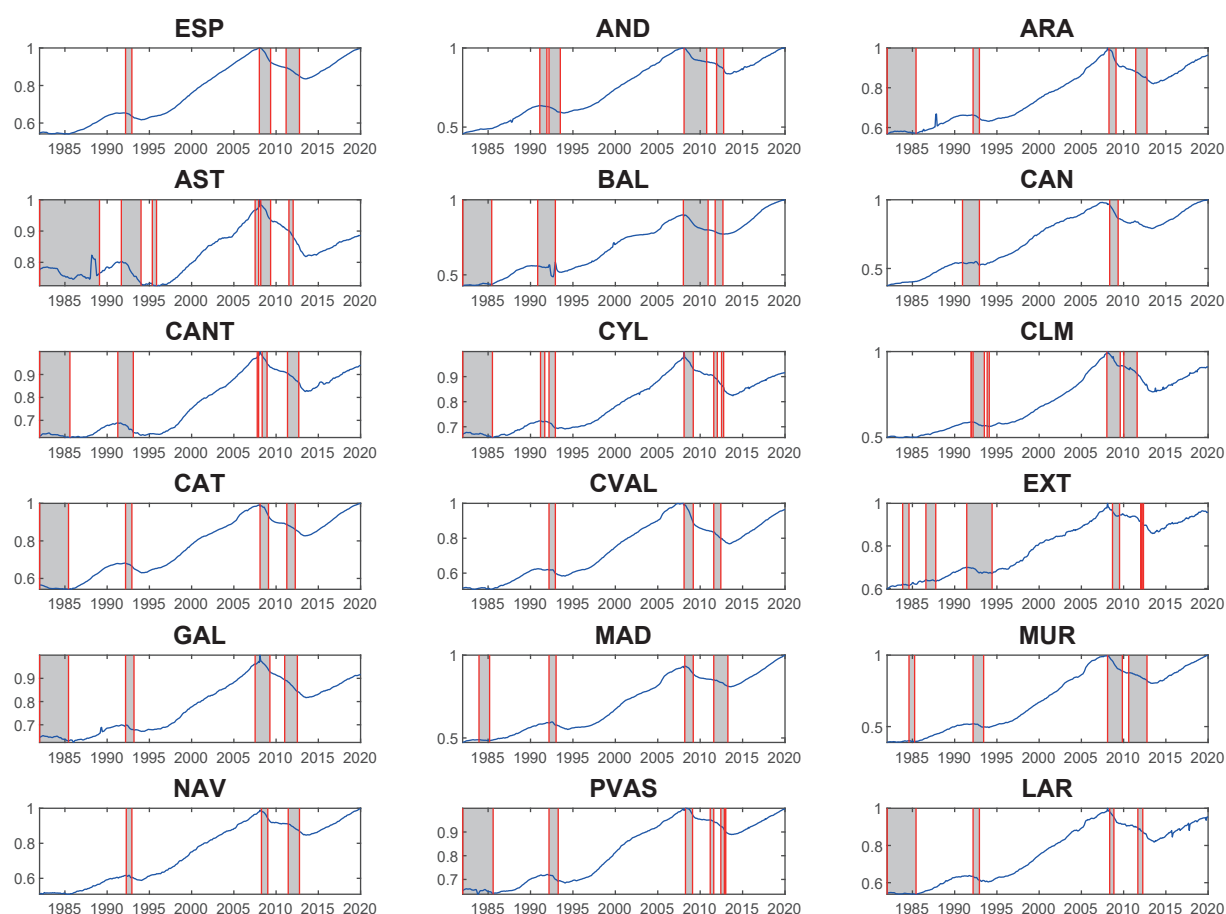 ESP AND ARA
1 1 1
0.8 0.8
0.6 0.5 0.6
1985 1990 1995 2000 2005 2010 2015 2020 1985 1990 1995 2000 2005 2010 2015 2020 1985 1990 1995 2000 2005 2010 2015 2020
AST BAL CAN
1 1 1
0.9
0.8 0.5 0.5
1985 1990 1995 2000 2005 2010 2015 2020 1985 1990 1995 2000 2005 2010 2015 2020 1985 1990 1995 2000 2005 2010 2015 2020
CANT CYL CLM
1
0.9 0.9
0.8 0.8
0.7 0.7 0.5
1985 1990 1995 2000 2005 2010 2015 2020 1985 1990 1995 2000 2005 2010 2015 2020 1985 1990 1995 2000 2005 2010 2015 2020
CAT CVAL EXT
1 1 1
0.8 0.8 0.8
0.6 0.6 0.6
1985 1990 1995 2000 2005 2010 2015 2020 1985 1990 1995 2000 2005 2010 2015 2020 1985 1990 1995 2000 2005 2010 2015 2020
GAL MAD MUR
1 1
0.9
0.8
0.7 0.5 0.5
1985 1990 1995 2000 2005 2010 2015 2020 1985 1990 1995 2000 2005 2010 2015 2020 1985 1990 1995 2000 2005 2010 2015 2020
NAV PVAS LAR
1 1
0.9
0.8 0.8 0.8
0.6 0.7 0.6
1985 1990 1995 2000 2005 2010 2015 2020 1985 1990 1995 2000 2005 2010 2015 2020 1985 1990 1995 2000 2005 2010 2015 2020